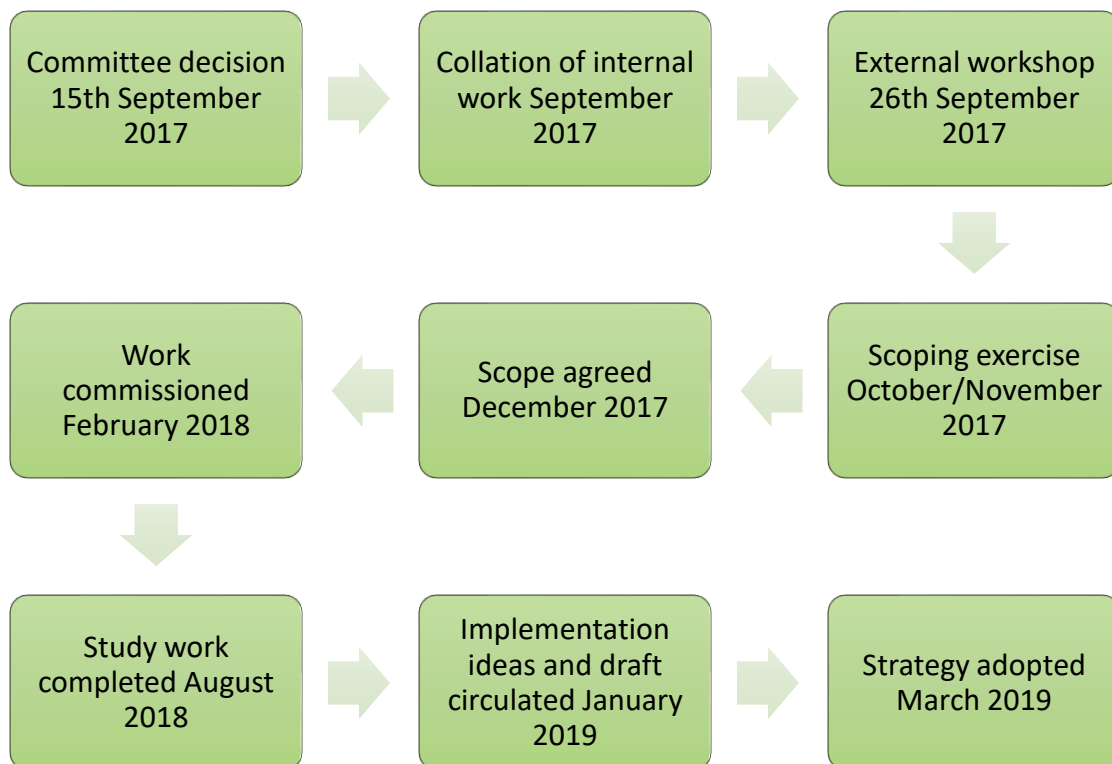 Committee decision
15th September
2017
Collation of internal
work September
2017
External workshop
26th September
2017
Scoping exercise
October/November
2017
Scope agreed
December 2017
Work
commissioned
February 2018
Study work
completed August
2018
Implementation
ideas and draft
circulated January
2019
Strategy adopted
March 2019